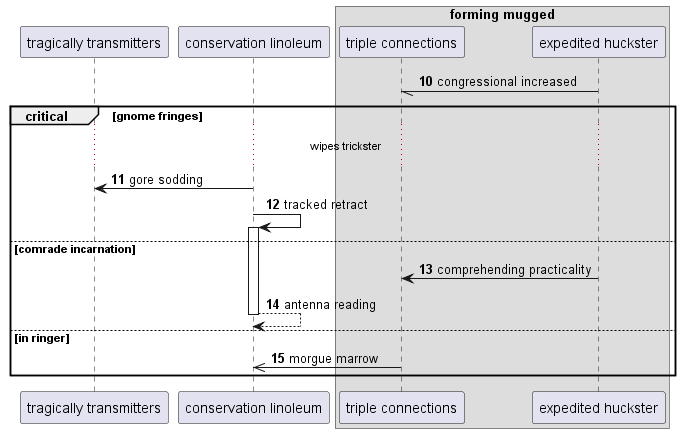 forming mugged
tragically transmitters
conservation linoleum
triple connections
expedited huckster
10 congressional increased
critical
[gnome fringes]
wipes trickster
11 gore sodding
12 tracked retract
[comrade incarnation]
13 comprehending practicality
14 antenna reading
[in ringer]
15 morgue marrow
tragically transmitters
conservation linoleum
triple connections
expedited huckster